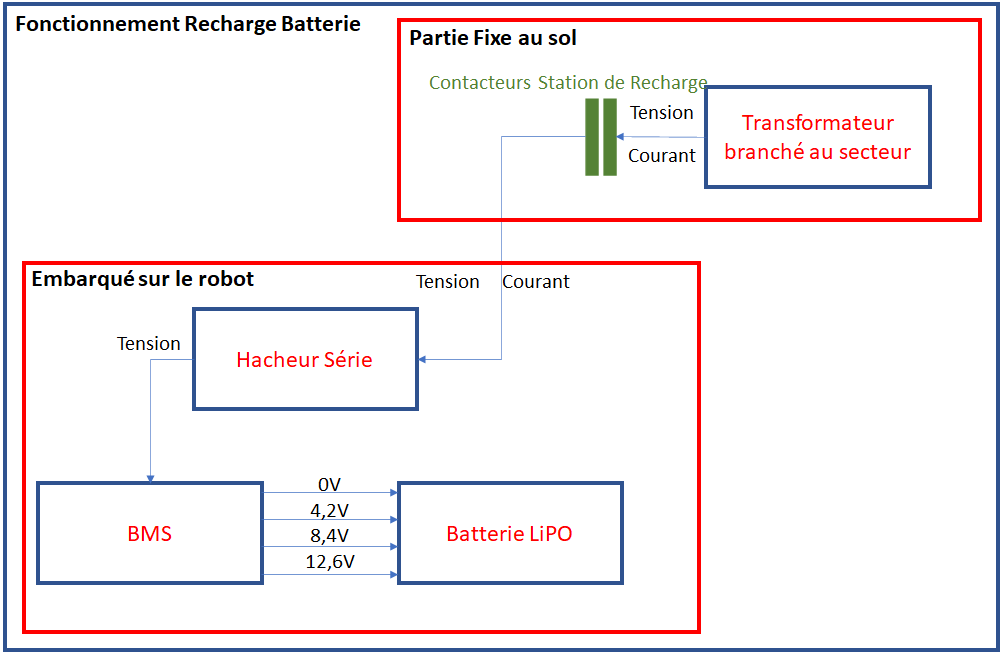 Fonctionnement Recharge Batterie
Partie Fixe au sol
Contacteurs Station de Recharge
Tension
Courant
Transformateur
branché au secteur
Embarqué sur le robot
Tension
Courant
Tension
Hacheur Série
BMS
0V
4,2V
8,4V
12,6V
Batterie LiPO